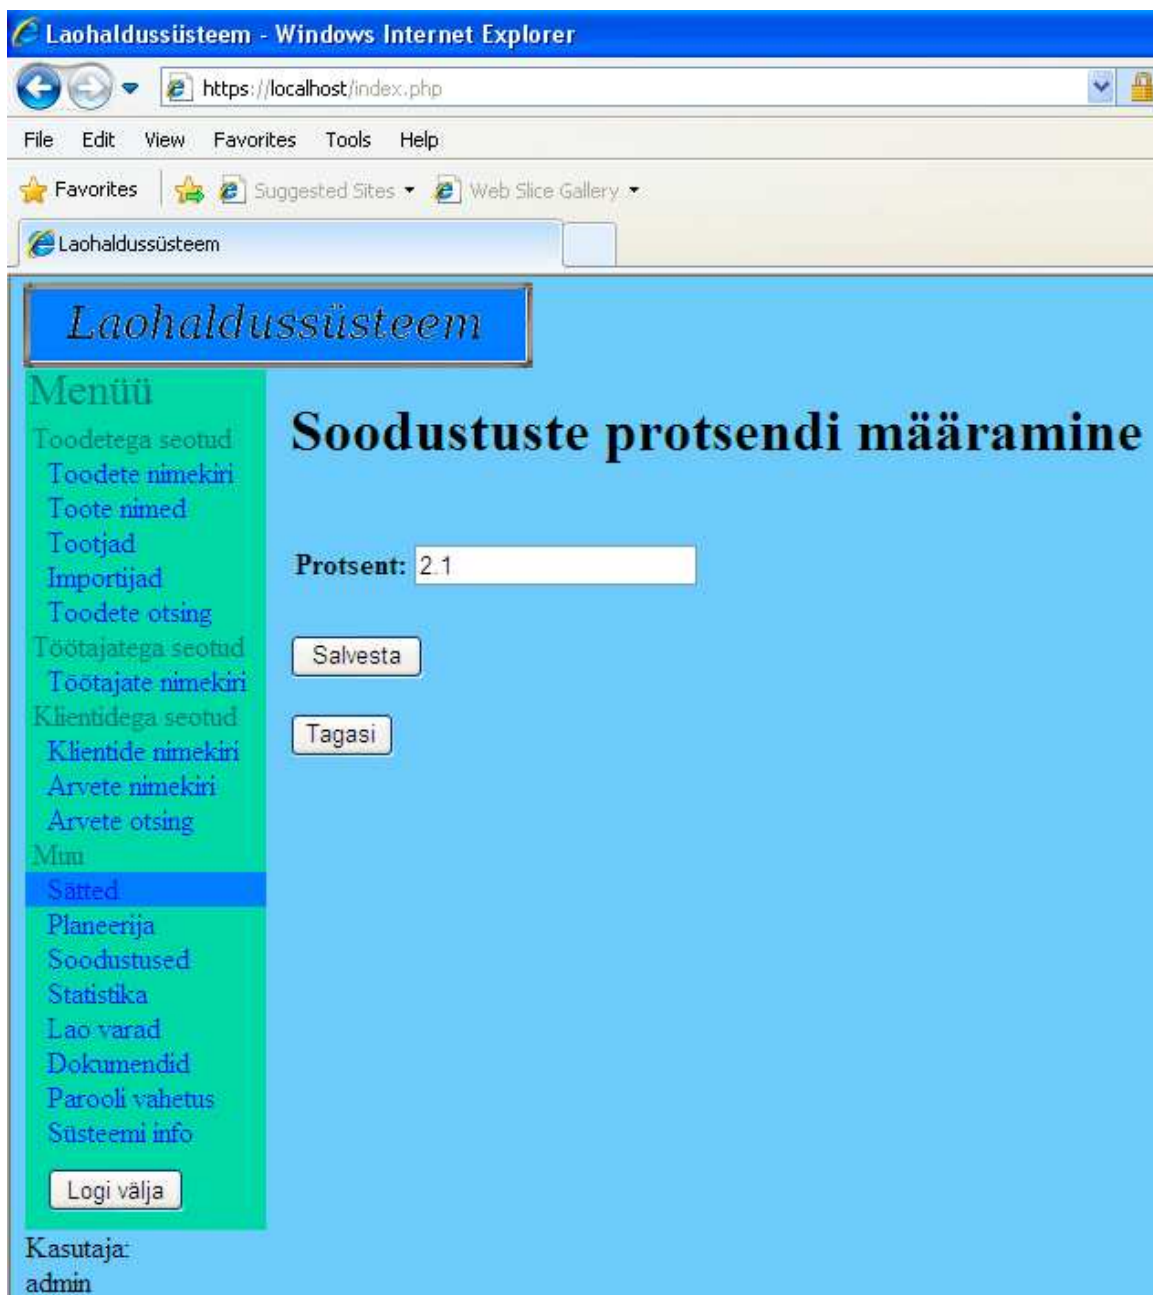 Laohaldussüsteem - Windows Internet Explorer
https://localhost/index.php
File Edit View Favorites Tools Help
Favorites Suggested Sites Web Slice Gallery
Laohaldussüsteem
Laohaldussüsteem
Menüü
Toodetega seotud
Toodete nimekiri
Toote nimed
Tootjad
Importijad
Toodete otsing
Töötajatega seotud
Töötajate nimekiri
Klientidega seotud
Klientide nimekiri
Arvete nimekiri
Arvete otsing
Muu
Sätted
Planeerija
Soodustused
Statistika
Lao varad
Dokumendid
Parooli vahetus
Süsteemi info
Logi välja
Kasutaja:
admin
Soodustuste protsendi määramine
Protsent: 2.1
Salvesta
Tagasi